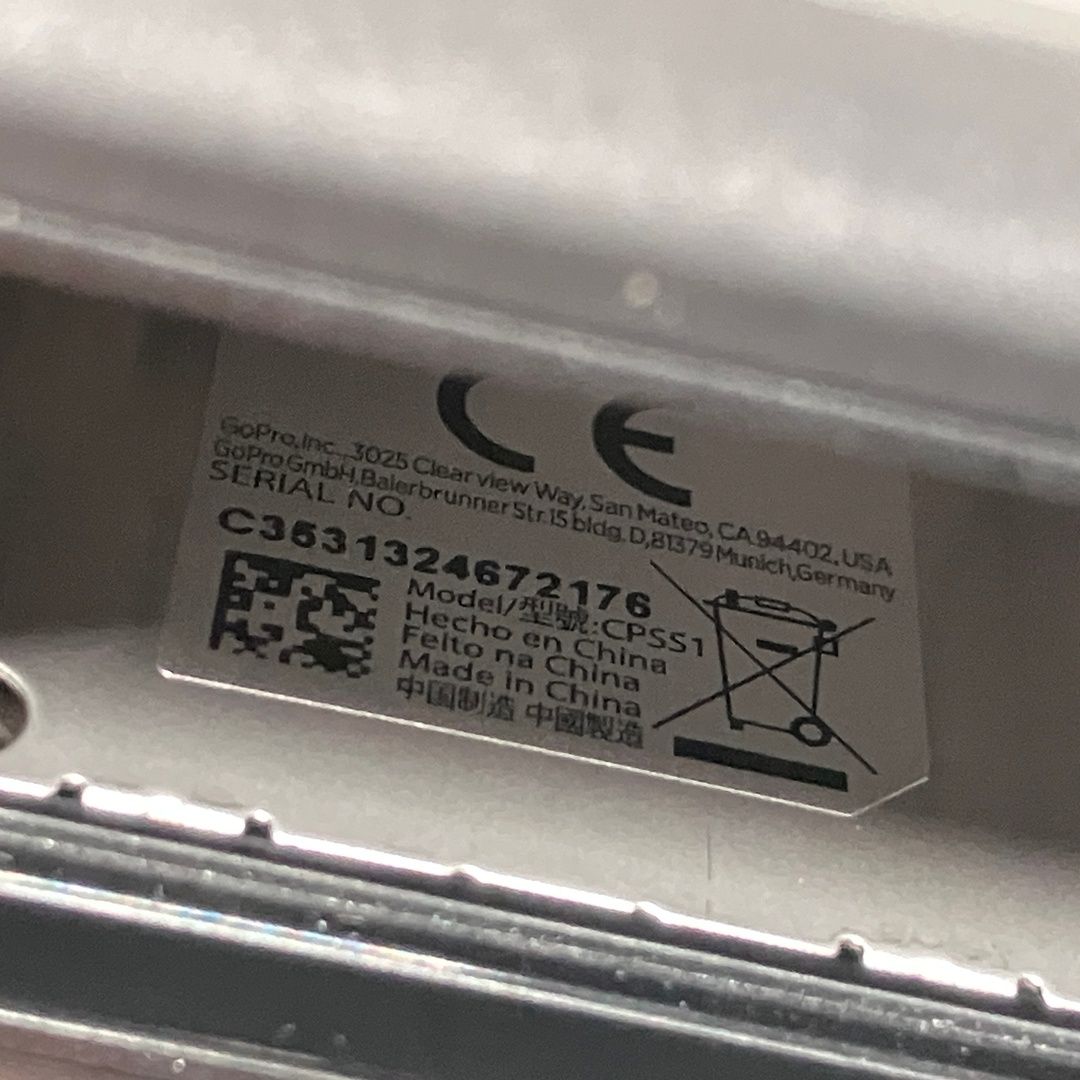 CE
GoPro,Inc.,3025 Clearview Way, San Mateo, CA.94402,USA
GoPro GmbH,Baierbrunner Str.15 bldg. D,81379 Munich,Germany
SERIAL NO.
C3531324672176
Model/型號:CPSS1
Hecho en China
Feito na China
Made in China
中国制造 中國製造